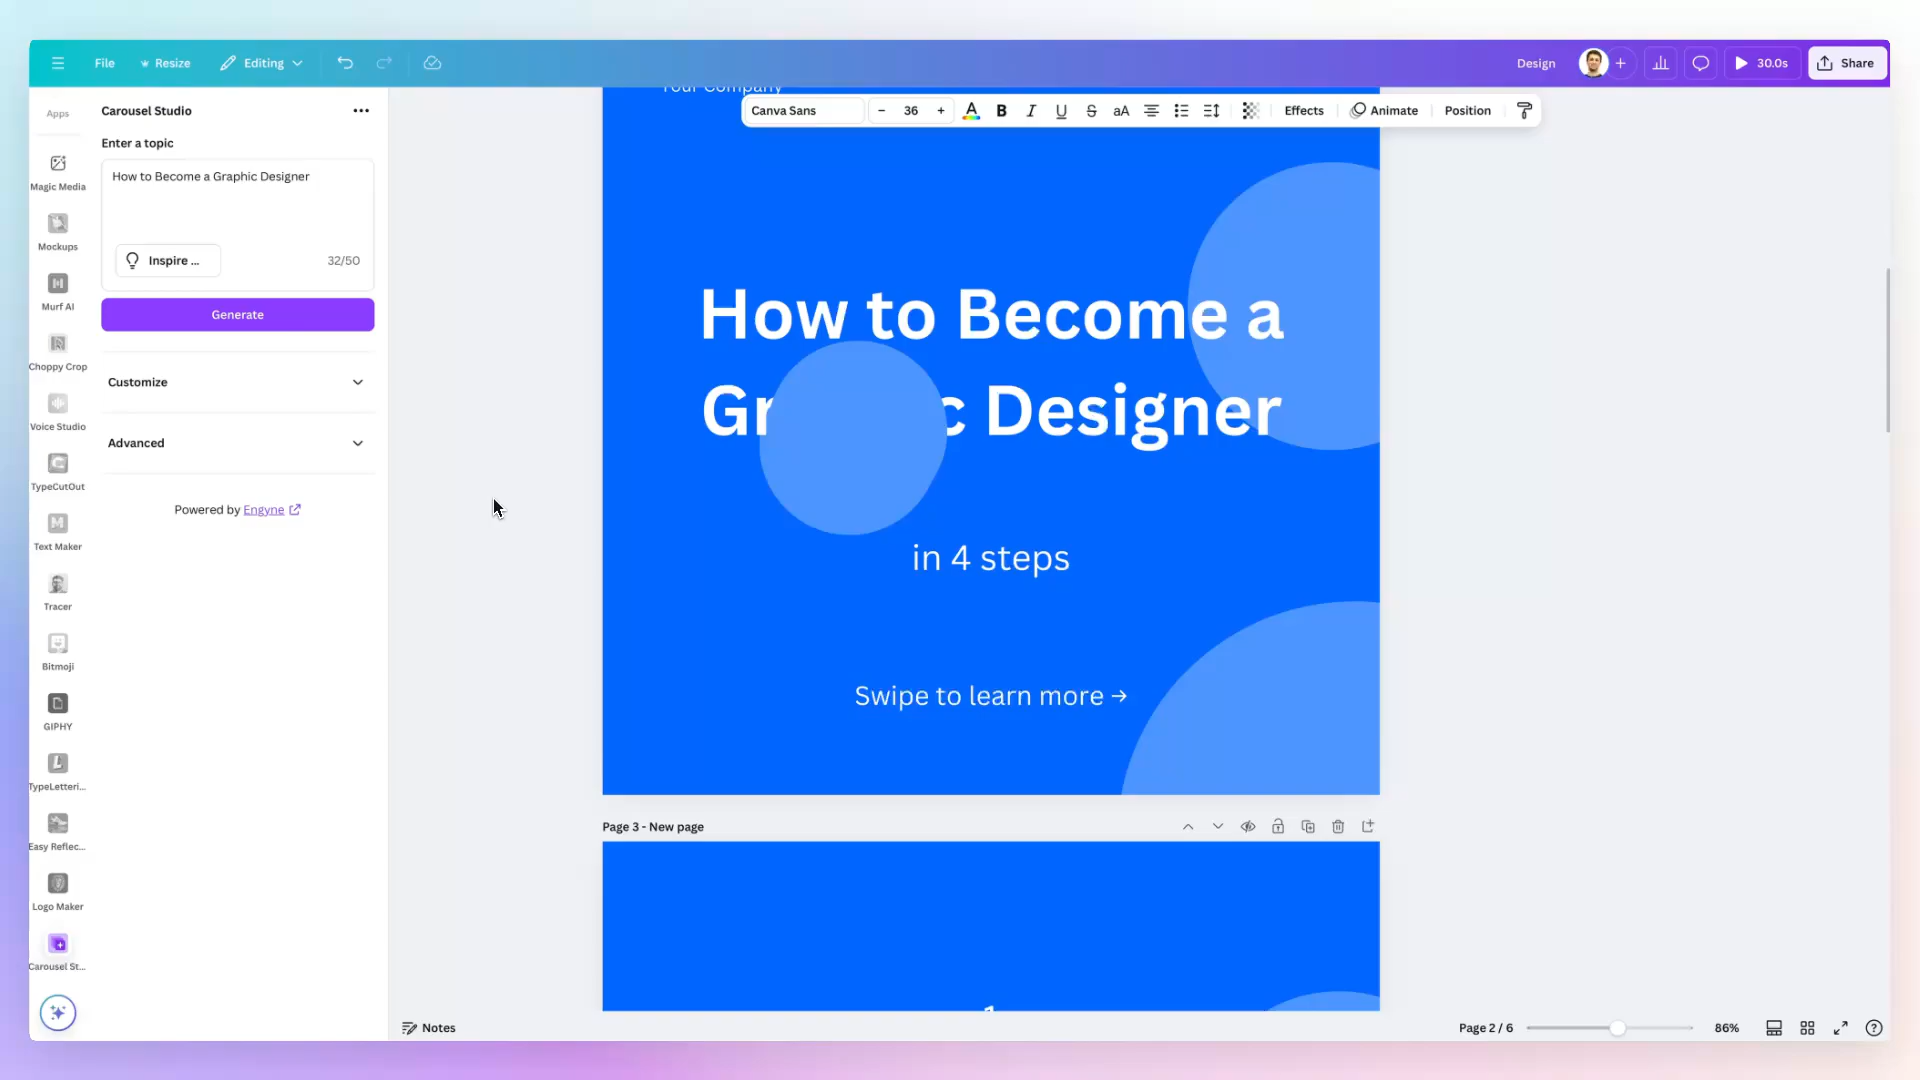 File
Resize
Editing
Design
30.0s
Share
Apps
Magic Media
Mockups
Murf AI
Choppy Crop
Voice Studio
TypeCutOut
Text Maker
Tracer
Bitmoji
GIPHY
TypeLetteri...
Easy Reflec...
Logo Maker
Carousel St...
Carousel Studio
Enter a topic
How to Become a Graphic Designer
Inspire ...
32/50
Generate
Customize
Advanced
Powered by Engyne
Your Company
Canva Sans
− 36 +
A B I U S aA
Effects
Animate
Position
How to Become a
Gr c Designer
in 4 steps
Swipe to learn more →
Page 3 - New page
Notes
Page 2 / 6
86%